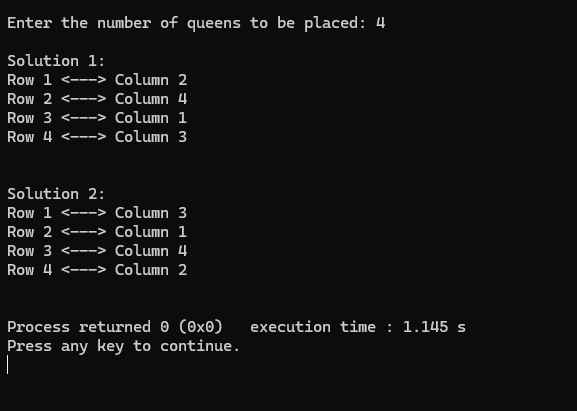 Enter the number of queens to be placed: 4
Solution 1:
Row 1 <---> Column 2
Row 2 <---> Column 4
Row 3 <---> Column 1
Row 4 <---> Column 3
Solution 2:
Row 1 <---> Column 3
Row 2 <---> Column 1
Row 3 <---> Column 4
Row 4 <---> Column 2
Process returned 0 (0x0)   execution time : 1.145 s
Press any key to continue.